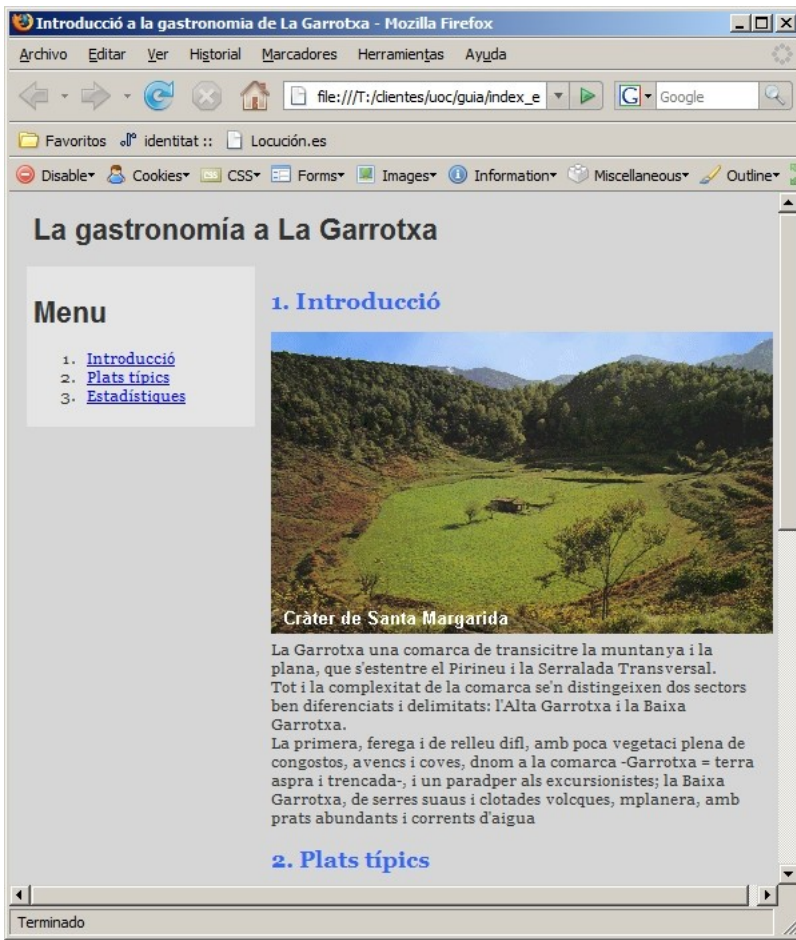 Introducció a la gastronomia de La Garrotxa - Mozilla Firefox
Archivo Editar Ver Historial Marcadores Herramientas Ayuda
file:///T:/clientes/uoc/guia/index_e G Google
Favoritos identitat :: Locución.es
Disable Cookies CSS Forms Images Information Miscellaneous Outline
La gastronomía a La Garrotxa
Menu
1. Introducció
2. Plats típics
3. Estadístiques
1. Introducció
Cràter de Santa Margarida
La Garrotxa una comarca de transicitre la muntanya i la
plana, que s'estentre el Pirineu i la Serralada Transversal.
Tot i la complexitat de la comarca se'n distingeixen dos sectors
ben diferenciats i delimitats: l'Alta Garrotxa i la Baixa
Garrotxa.
La primera, ferega i de relleu difl, amb poca vegetaci plena de
congostos, avencs i coves, dnom a la comarca -Garrotxa = terra
aspra i trencada-, i un paradper als excursionistes; la Baixa
Garrotxa, de serres suaus i clotades volcques, mplanera, amb
prats abundants i corrents d'aigua
2. Plats típics
Terminado